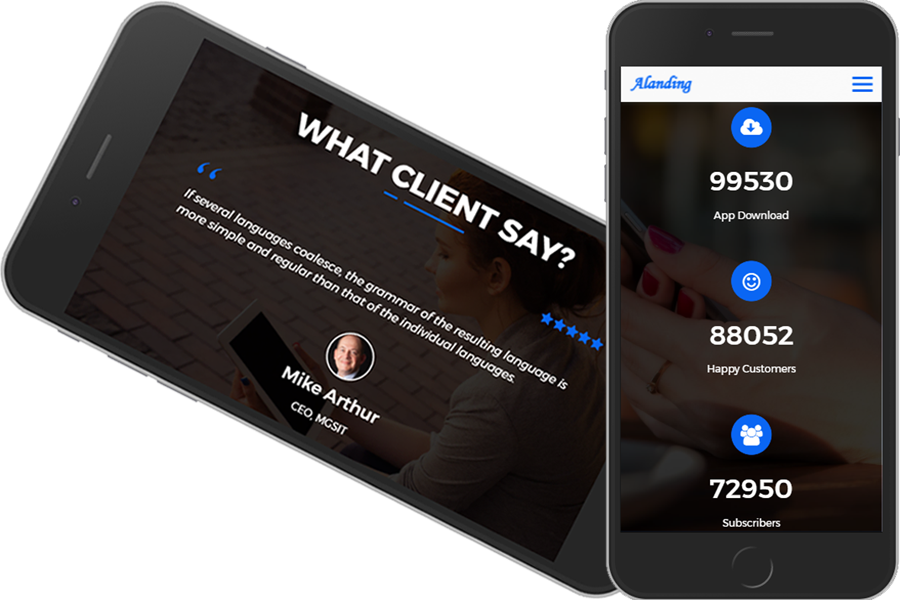 WHAT CLIENT SAY?
“
If several languages coalesce, the grammar of the resulting language is
more simple and regular than that of the individual languages.
Mike Arthur
CEO, MGSIT
Alanding
99530
App Download
88052
Happy Customers
72950
Subscribers